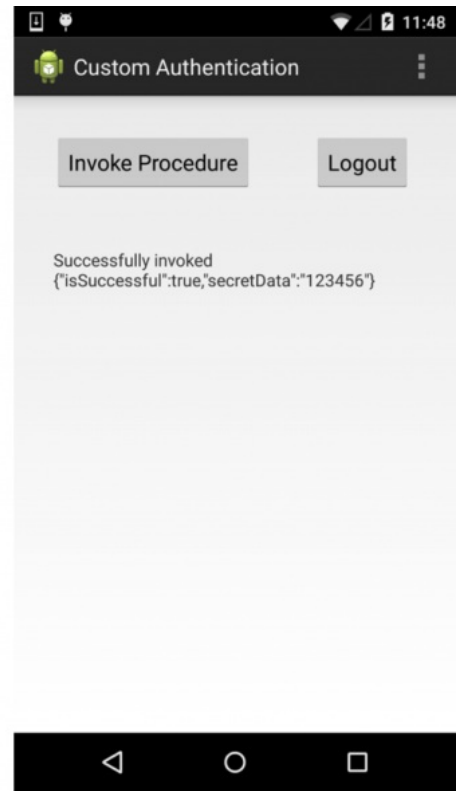 11:48
Custom Authentication
Invoke Procedure
Logout
Successfully invoked
{"isSuccessful":true,"secretData":"123456"}